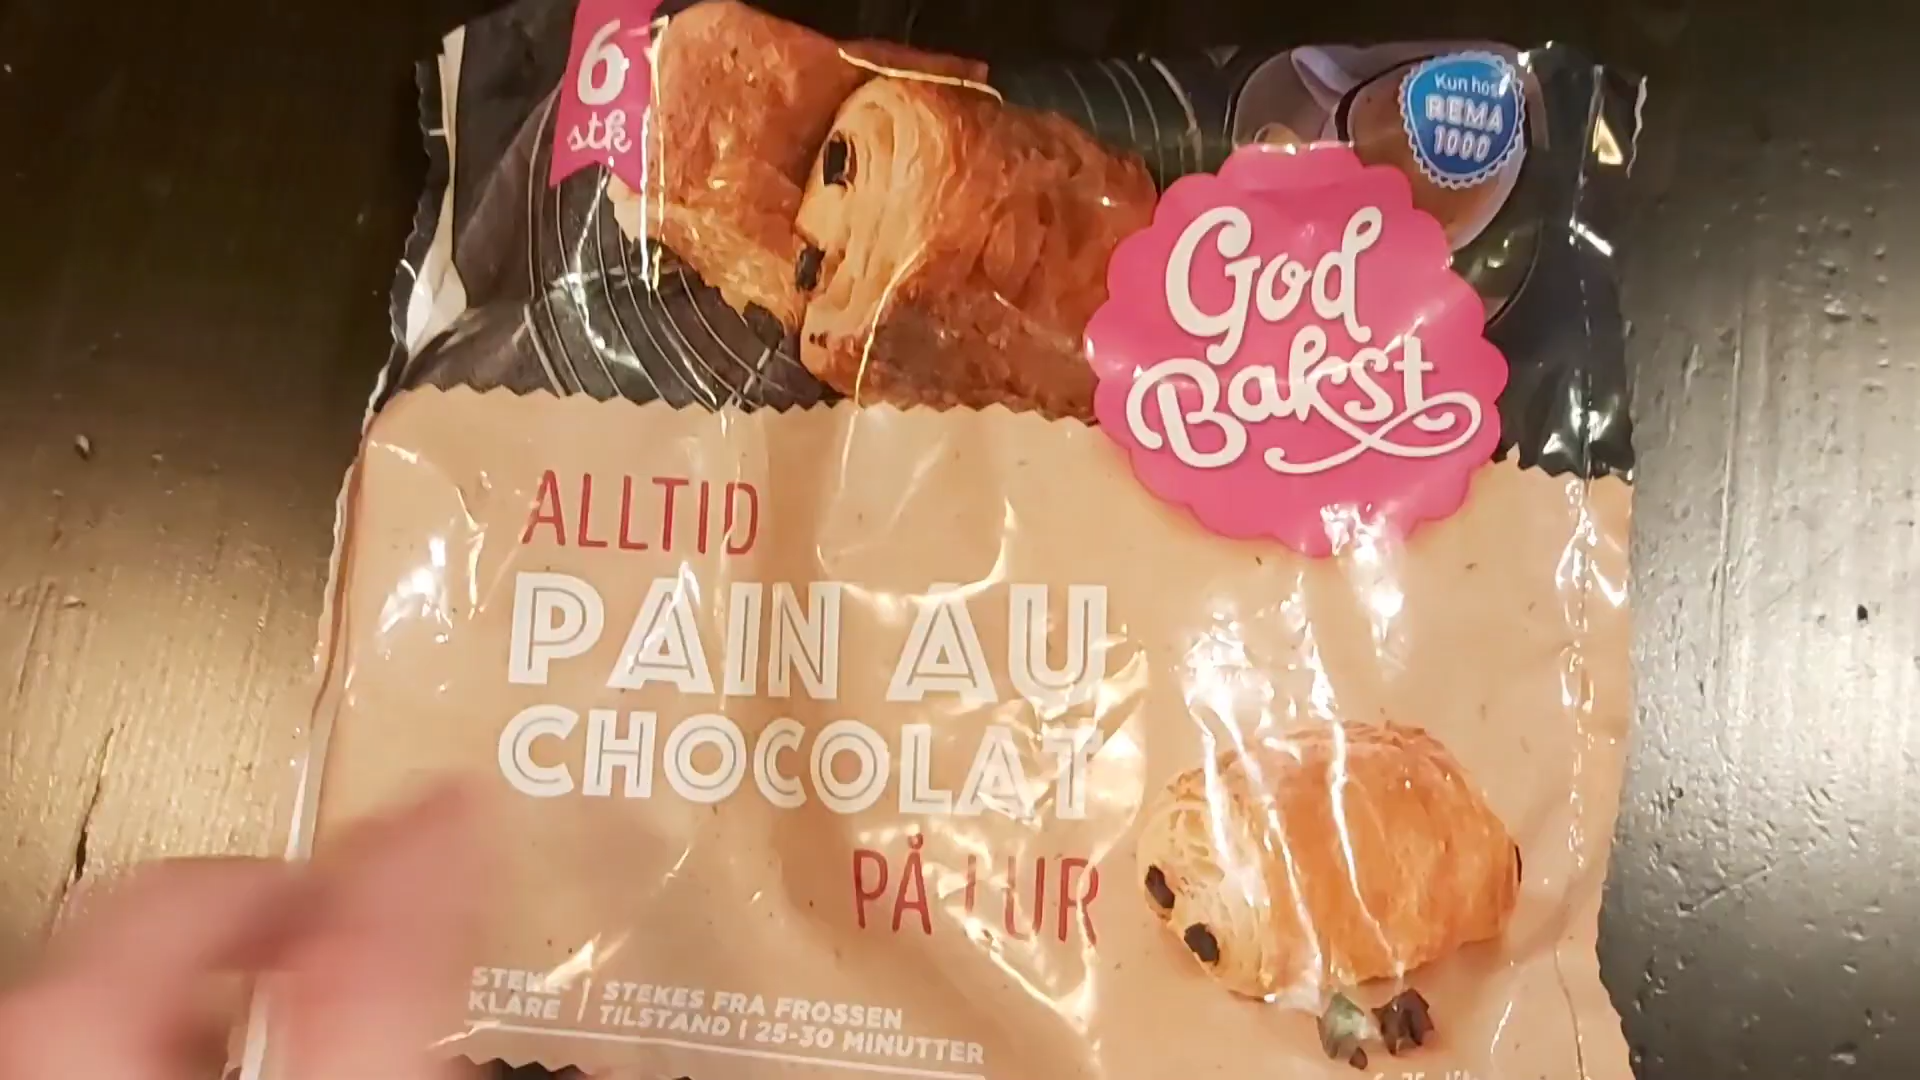 6
stk
Kun hos
REMA
1000
God
Bakst
ALLTID
PAIN AU
CHOCOLAT
PÅ LUR
STEKE-
KLARE
STEKES FRA FROSSEN
TILSTAND I 25-30 MINUTTER